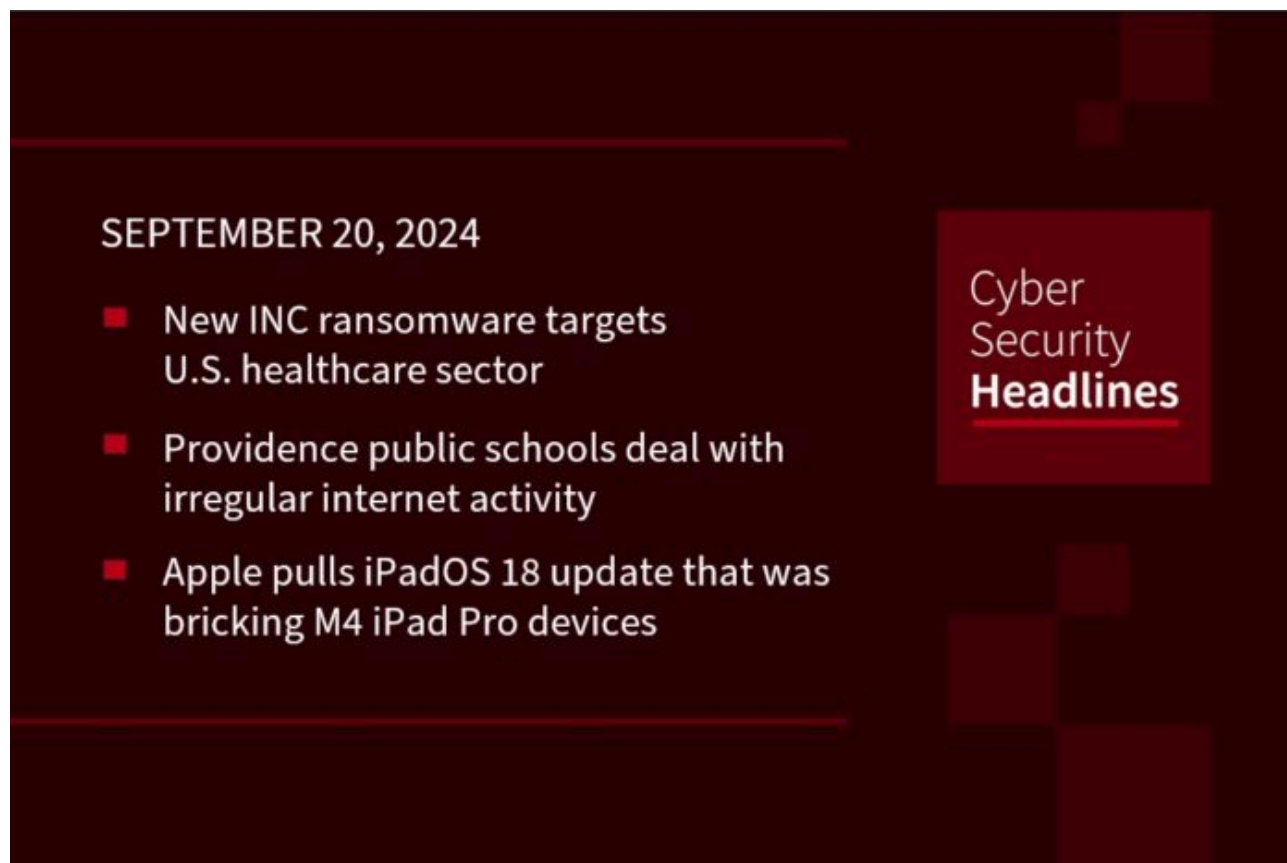 SEPTEMBER 20, 2024
New INC ransomware targets
U.S. healthcare sector
Providence public schools deal with
irregular internet activity
Apple pulls iPadOS 18 update that was
bricking M4 iPad Pro devices
Cyber
Security
Headlines